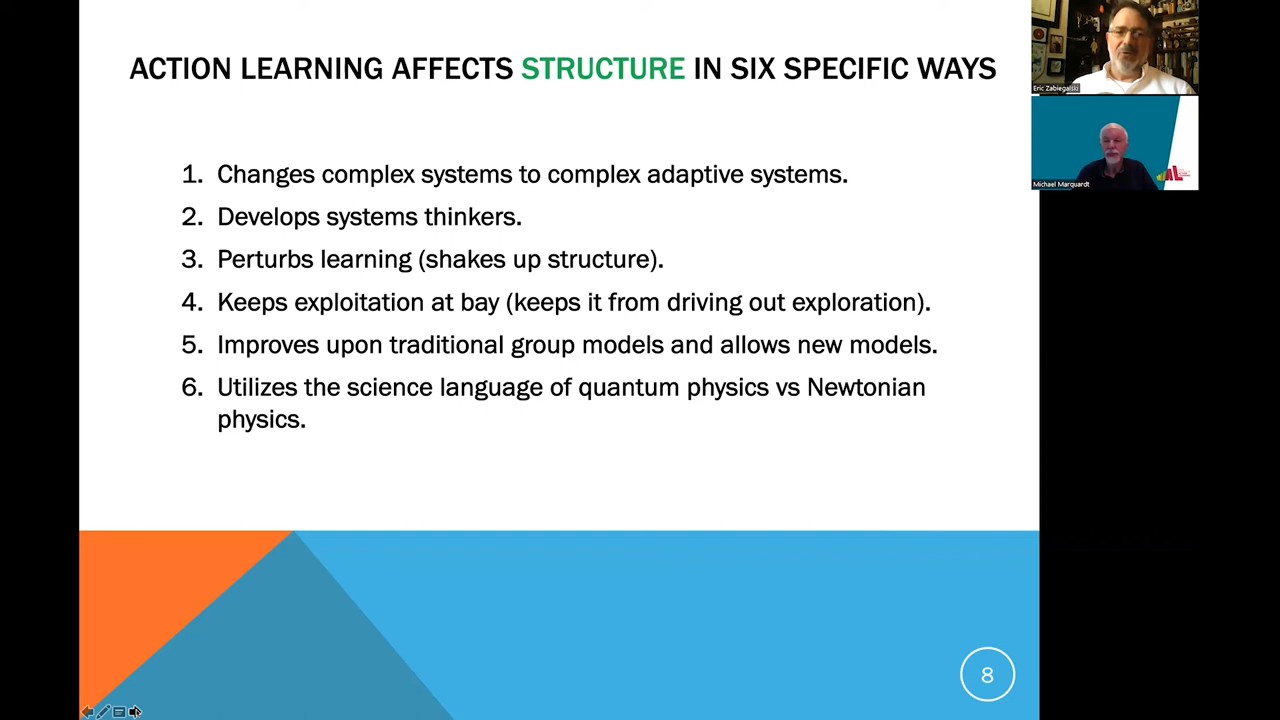 ACTION LEARNING AFFECTS STRUCTURE IN SIX SPECIFIC WAYS
1. Changes complex systems to complex adaptive systems.
2. Develops systems thinkers.
3. Perturbs learning (shakes up structure).
4. Keeps exploitation at bay (keeps it from driving out exploration).
5. Improves upon traditional group models and allows new models.
6. Utilizes the science language of quantum physics vs Newtonian
physics.
8
Eric Zabiegalski
Michael Marquardt